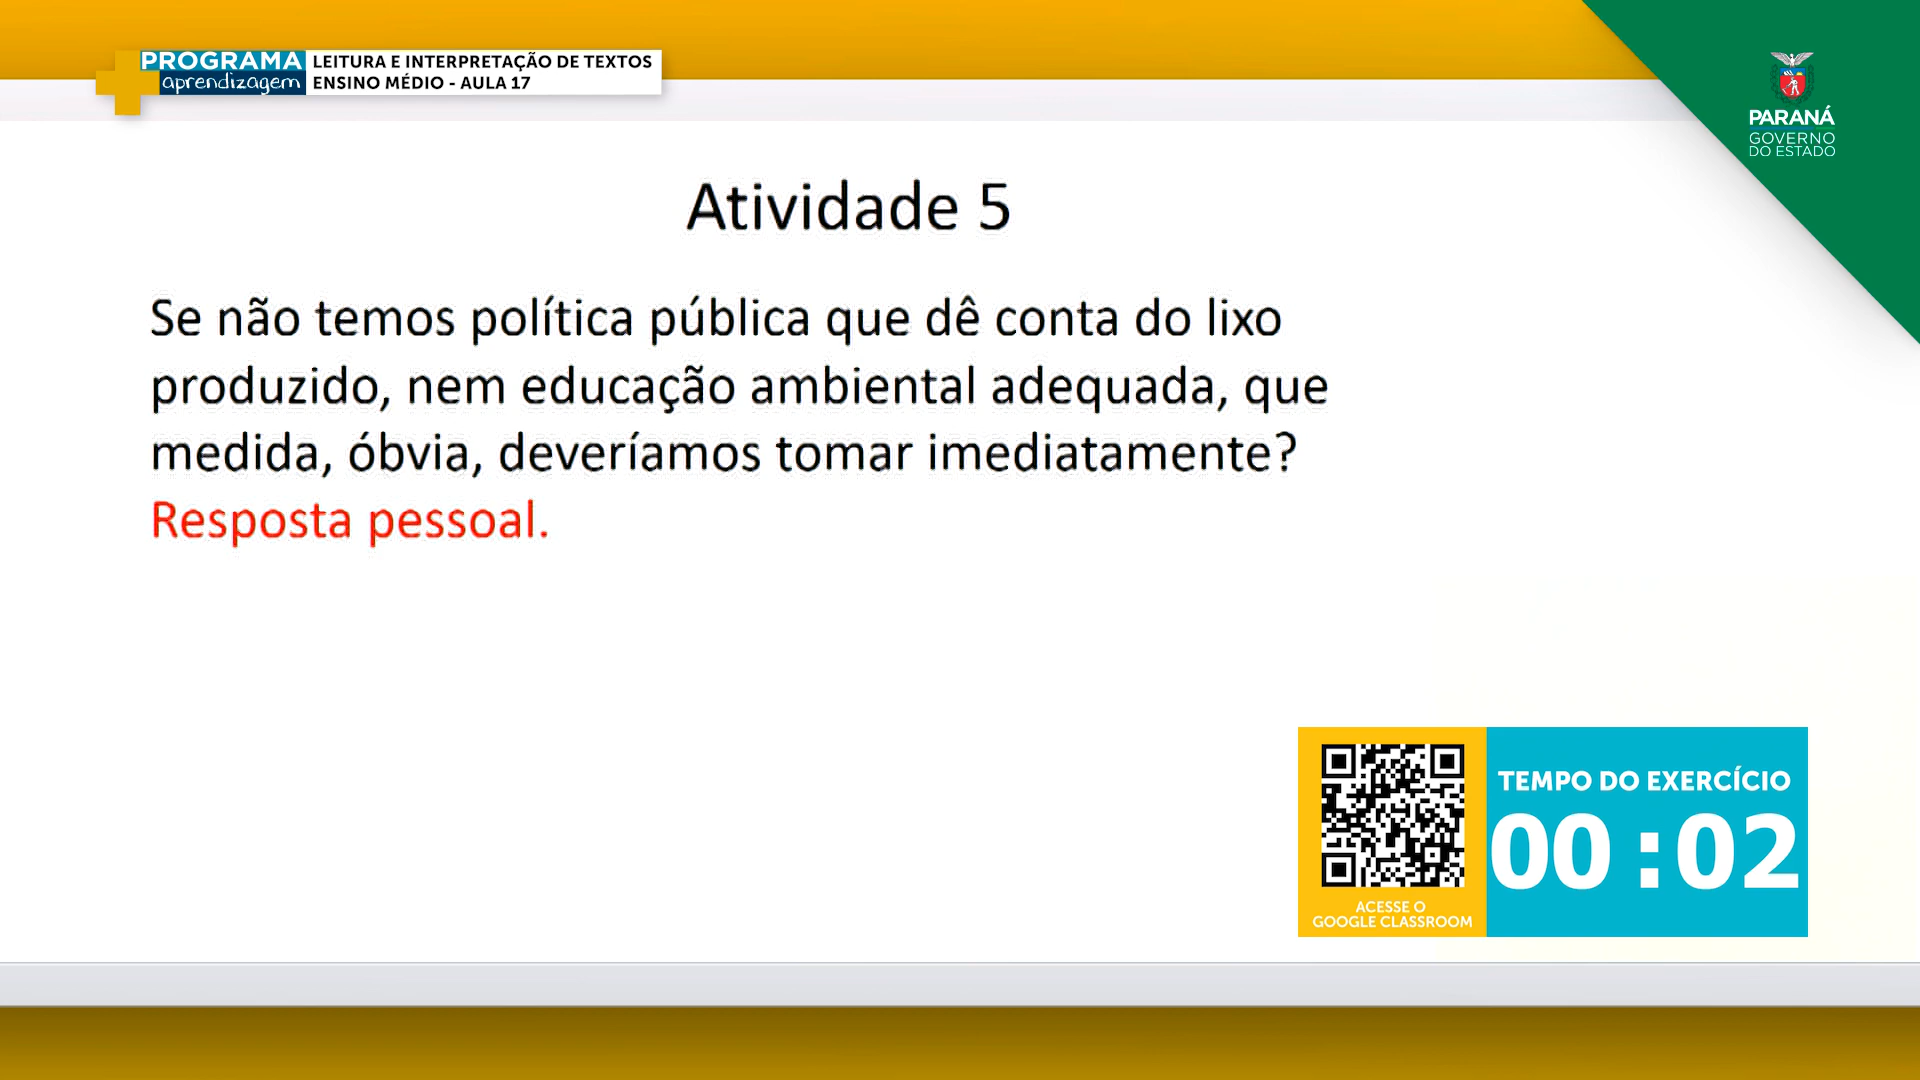 PROGRAMA
aprendizagem
LEITURA E INTERPRETAÇÃO DE TEXTOS
ENSINO MÉDIO - AULA 17
PARANÁ
GOVERNO
DO ESTADO
Atividade 5
Se não temos política pública que dê conta do lixo
produzido, nem educação ambiental adequada, que
medida, óbvia, deveríamos tomar imediatamente?
Resposta pessoal.
ACESSE O
GOOGLE CLASSROOM
TEMPO DO EXERCÍCIO
00:02